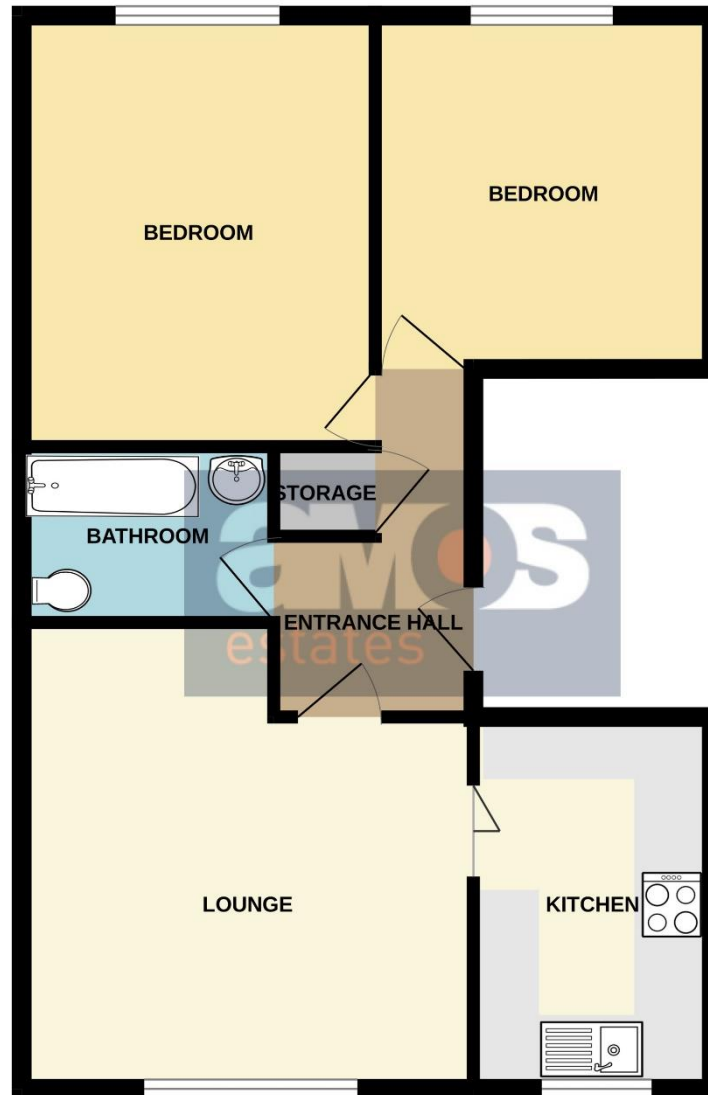 BEDROOM
BEDROOM
STORAGE
BATHROOM
amos
ENTRANCE HALL
estates
LOUNGE
KITCHEN